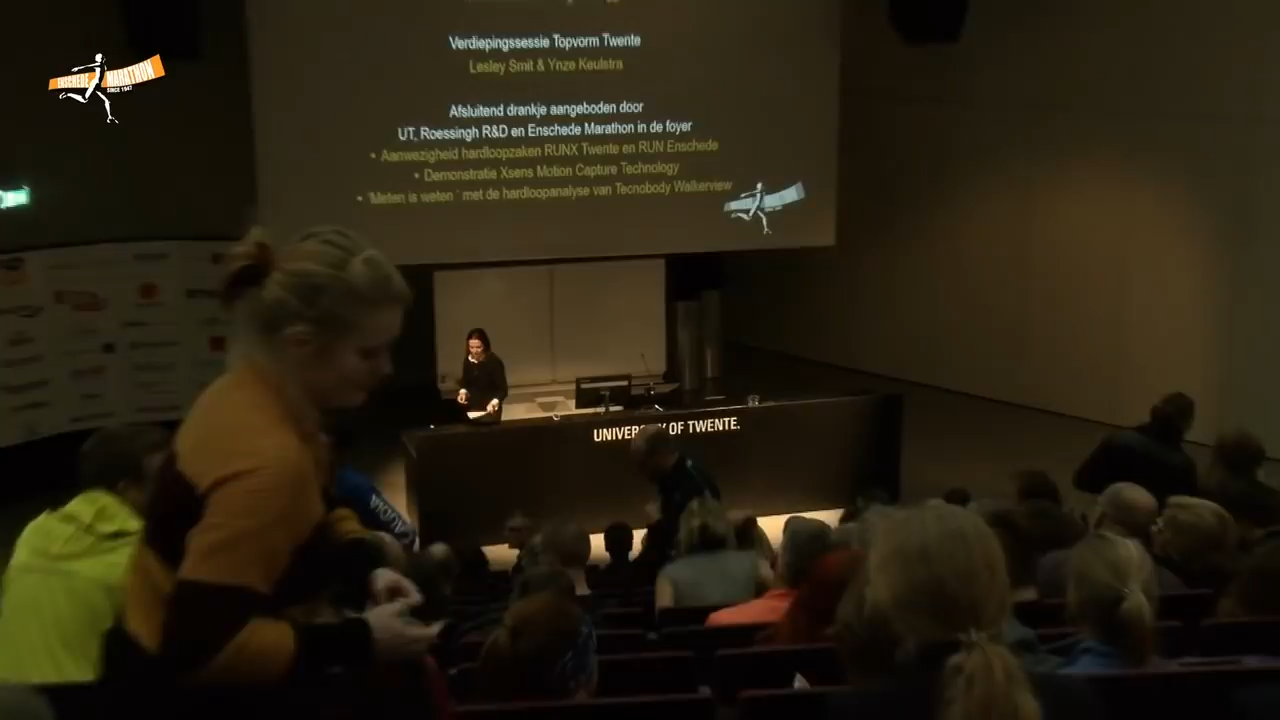 Verdiepingssessie Topvorm Twente
Lesley Smit & Ynze Keulstra
Afsluitend drankje aangeboden door
UT, Roessingh R&D en Enschede Marathon in de foyer
• Aanwezigheid hardloopzaken RUNX Twente en RUN Enschede
• Demonstratie Xsens Motion Capture Technology
• 'Meten is weten ' met de hardloopanalyse van Tecnobody Walkerview
ENSCHEDE MARATHON
SINCE 1947
UNIVERSITY OF TWENTE.